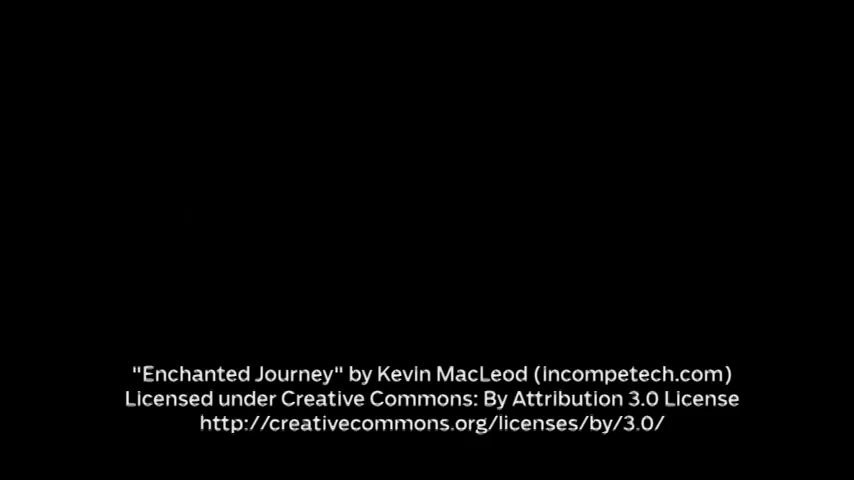 "Enchanted Journey" by Kevin MacLeod (incompetech.com)
Licensed under Creative Commons: By Attribution 3.0 License
http://creativecommons.org/licenses/by/3.0/